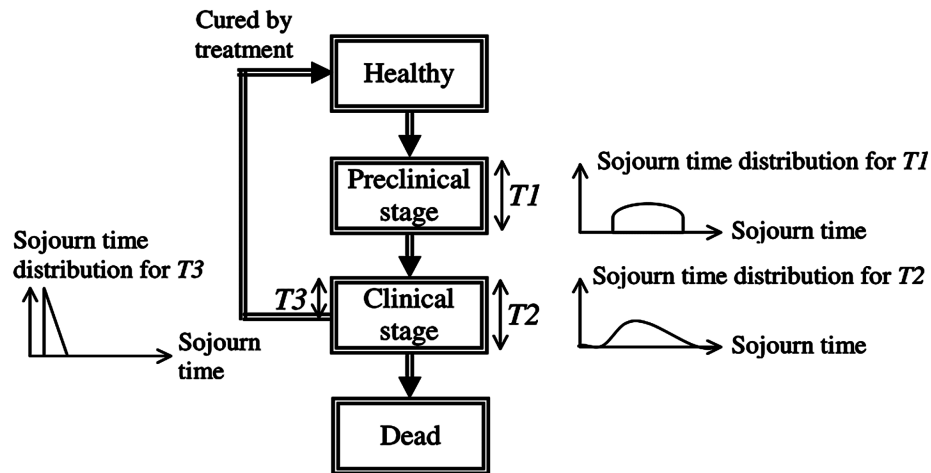 Cured by
treatment
Healthy
Preclinical
stage
T1
Sojourn time distribution for T1
Sojourn time
Sojourn time
distribution for T3
Sojourn
time
T3
Clinical
stage
T2
Sojourn time distribution for T2
Sojourn time
Dead